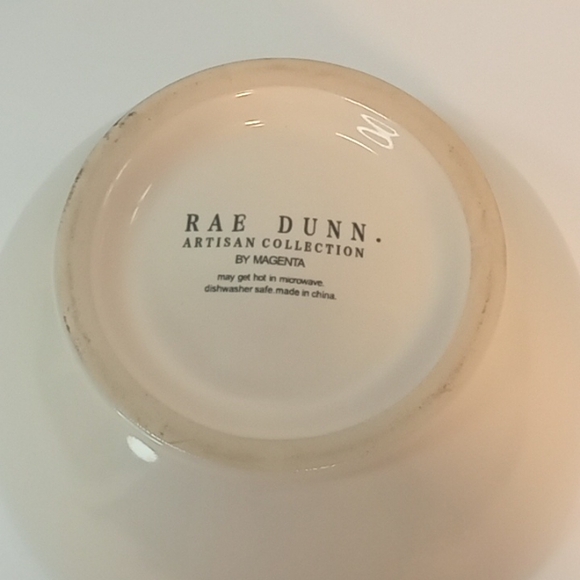 RAE DUNN.
ARTISAN COLLECTION
BY MAGENTA
may get hot in microwave.
dishwasher safe.made in china.